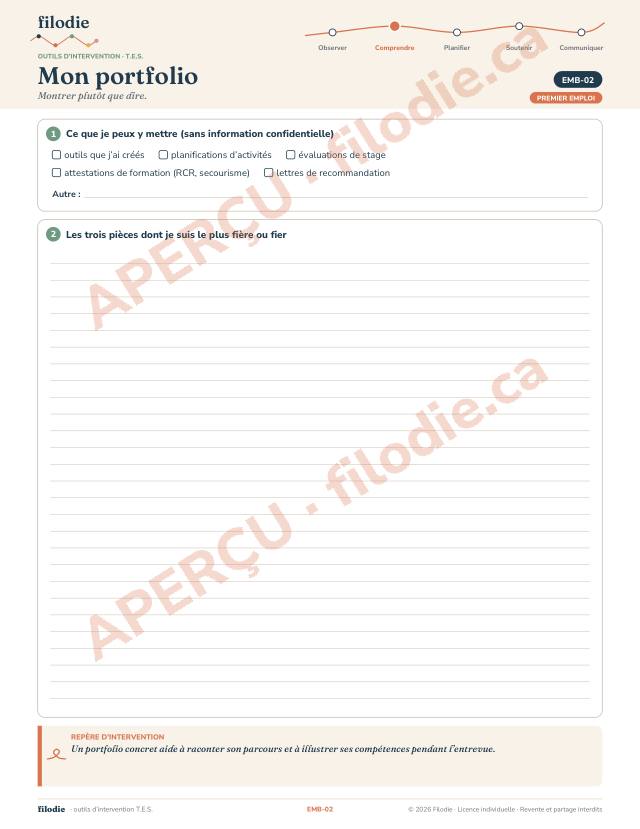 filodie
Observer Comprendre Planifier Soutenir Communiquer
OUTILS D'INTERVENTION · T.E.S.
Mon portfolio
EMB-02
Montrer plutôt que dire.
PREMIER EMPLOI
1 Ce que je peux y mettre (sans information confidentielle)
outils que j'ai créés planifications d'activités évaluations de stage
attestations de formation (RCR, secourisme) lettres de recommandation
Autre :
2 Les trois pièces dont je suis le plus fière ou fier
APERÇU · filodie.ca
APERÇU · filodie.ca
REPÈRE D'INTERVENTION
Un portfolio concret aide à raconter son parcours et à illustrer ses compétences pendant l'entrevue.
filodie · outils d'intervention T.E.S. EMB-02 © 2026 Filodie · Licence individuelle · Revente et partage interdits